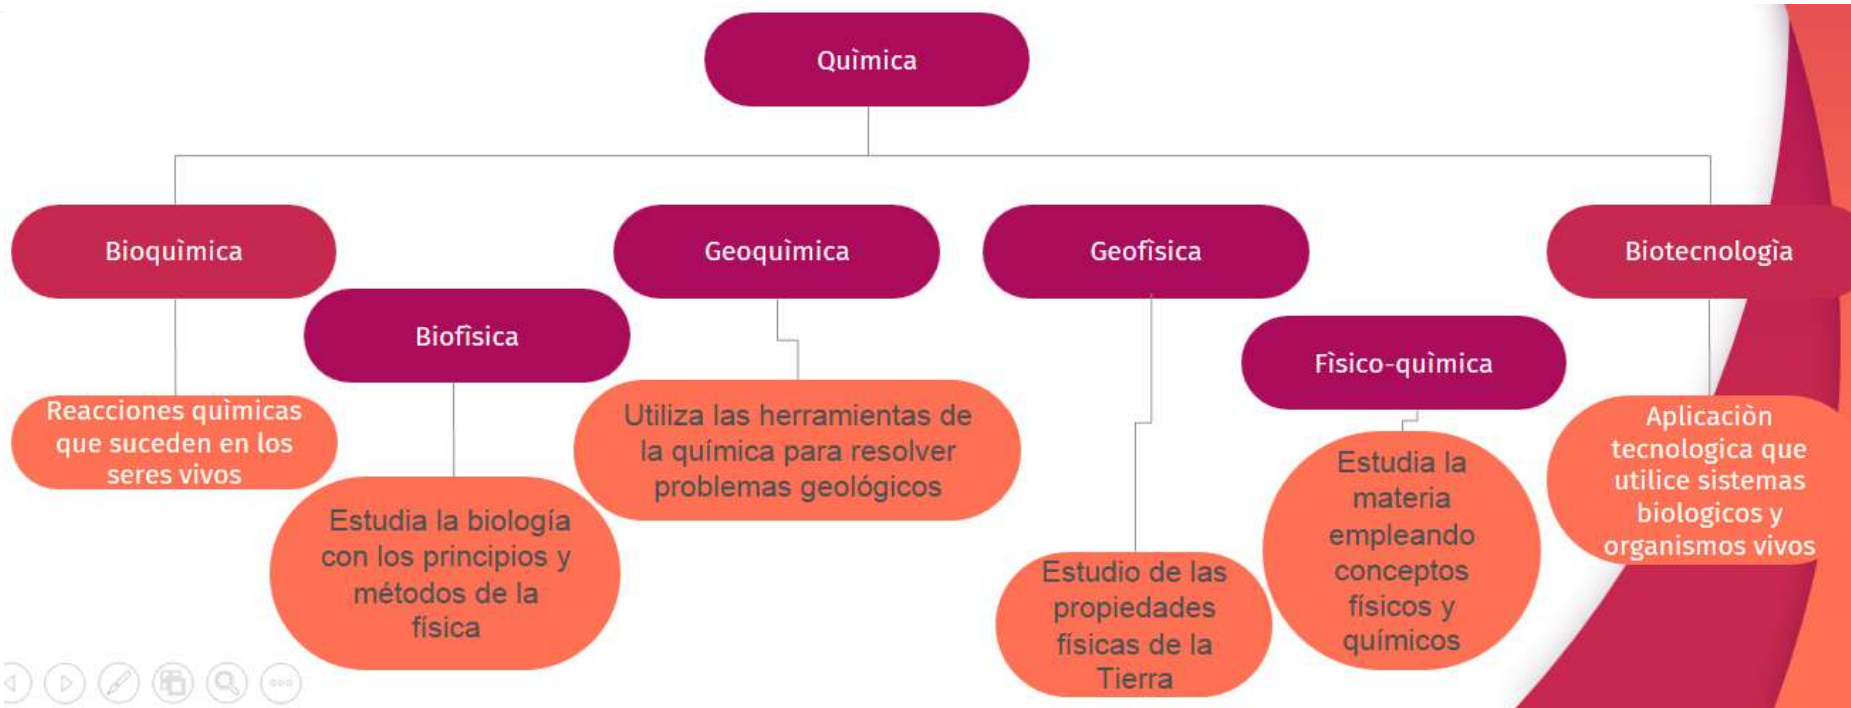 Quìmica
Bioquìmica
Geoquìmica
Geofìsica
Biotecnologìa
Biofìsica
Fìsico-quìmica
Reacciones quìmicas
que suceden en los
seres vivos
Estudia la biología
con los principios y
métodos de la
física
Utiliza las herramientas de
la química para resolver
problemas geológicos
Estudio de las
propiedades
físicas de la
Tierra
Estudia la
materia
empleando
conceptos
físicos y
químicos
Aplicaciòn
tecnologica que
utilice sistemas
biologicos y
organismos vivos